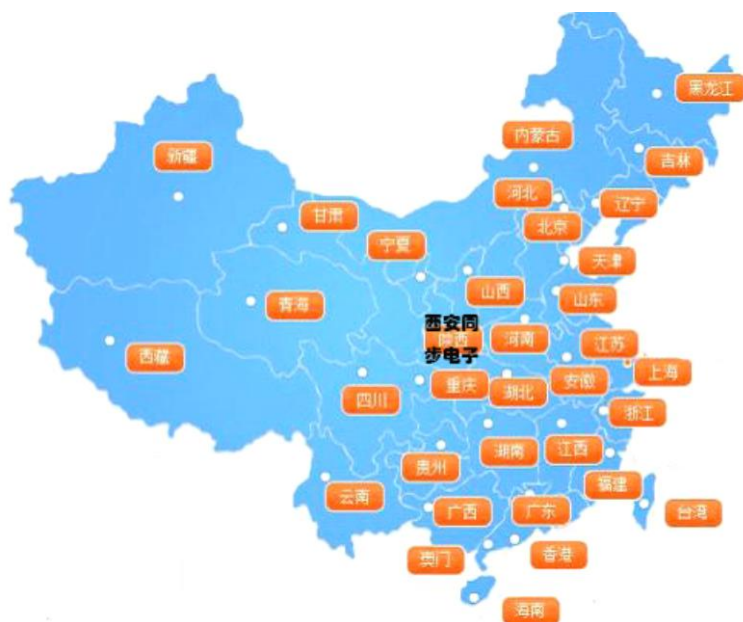 黑龙江
内蒙古
新疆
吉林
河北
辽宁
甘肃
北京
宁夏
天津
山西
山东
青海
西安同
步电子
陕西
河南
江苏
西藏
上海
重庆
安徽
湖北
四川
浙江
湖南
江西
贵州
福建
云南
广西
广东
台湾
澳门
香港
海南